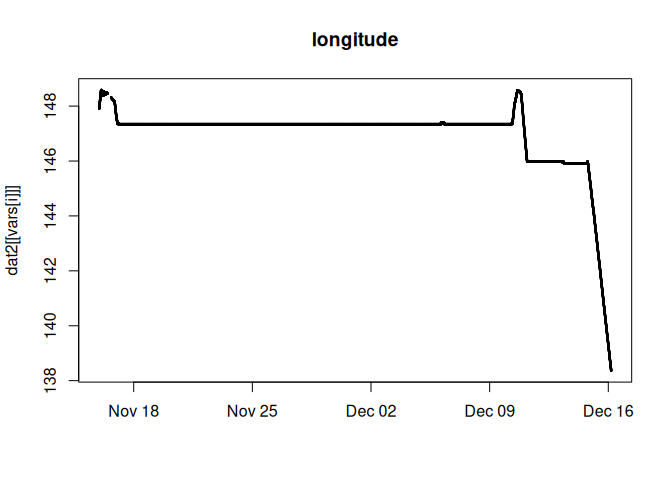 longitude
dat2[[vars[i]]]
148
146
144
142
140
138
Nov 18
Nov 25
Dec 02
Dec 09
Dec 16